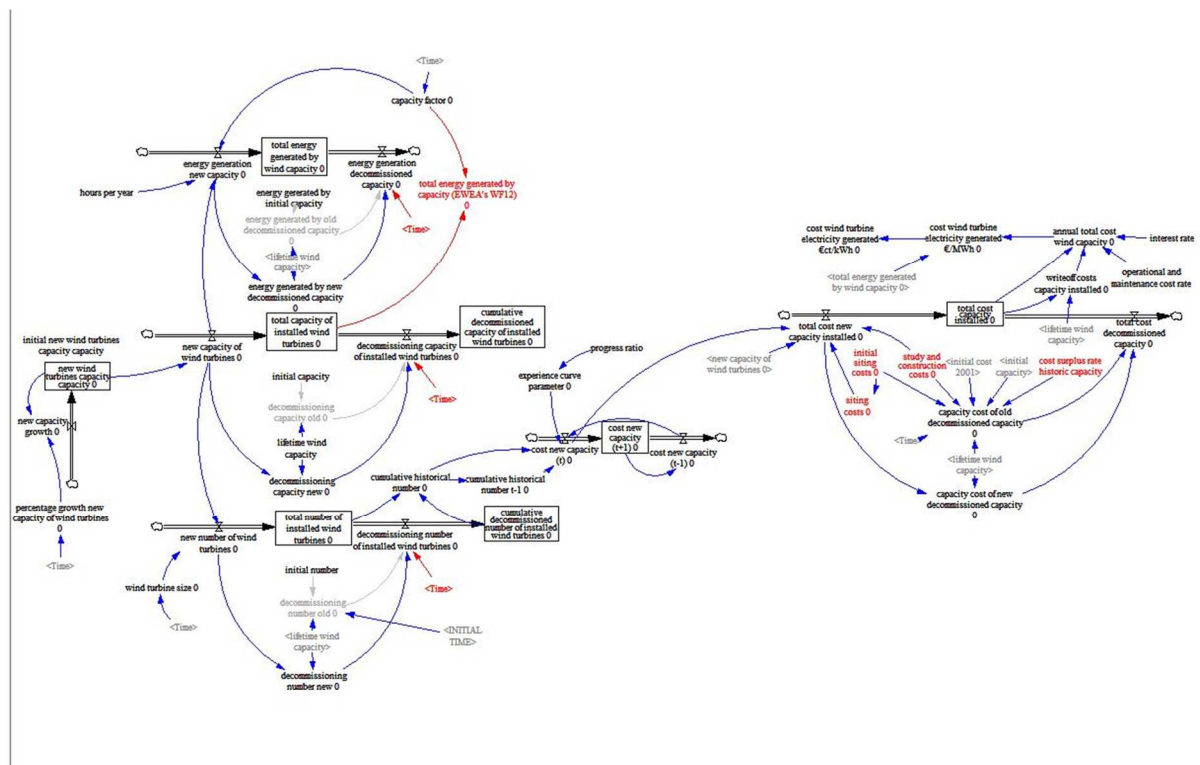 <Time>
capacity factor 0
total energy
generated by
wind capacity 0
energy generation
new capacity 0
energy generation
decommissioned
capacity 0
hours per year
energy gererated by
initial capacity
energy generated by old
decommissioned capacity
0
<lifetime wind
capacity>
energy generated by new
decommissioned capacity
0
total energy generated by
capacity (EWEA's WF12)
0
<Time>
total capacity of
installed wind
turbines 0
cumulative
decommissioned
capacity of installed
wind turbines 0
new capacity of
wind turbines 0
decommissioning capacity
of installed wind turbines 0
initial new wind turbines
capacity capacity
new wind
turbines capacity
capacity 0
new capacity
growth 0
percentage growth new
capacity of wind turbines
0
<Time>
initial capacity
decommissioning
capacity old 0
lifetime wind
capacity
decommissioning
capacity new 0
<Time>
progress ratio
experience curve
parameter 0
cost new capacity
(t) 0
cost new
capacity
(t+1) 0
cost new capacity
(t-1) 0
cumulative historical
number 0
cumulative historical
number t-1 0
total number of
installed wind
turbines 0
cumulative
decommissioned
number of installed
wind turbines 0
new number of wind
turbines 0
decommissioning number
of installed wind turbines 0
wind turbine size 0
<Time>
initial number
decommissioning
number old 0
<lifetime wind
capacity>
decommissioning
number new 0
<Time>
<INITIAL
TIME>
cost wind turbine
electricity generated
€ct/kWh 0
cost wind turbine
electricity generated
€/MWh 0
annual total cost
wind capacity 0
interest rate
<total energy generated
by wind capacity 0>
writeoff costs
capacity installed 0
operational and
maintenance cost rate
total cost
capacity
installed 0
total cost new
capacity installed 0
<lifetime wind
capacity>
total cost
decommissioned
capacity 0
<new capacity of
wind turbines 0>
initial
siting
costs 0
study and
construction
costs 0
<initial cost
2001>
<initial
capacity>
cost surplus rate
historic capacity
siting
costs 0
capacity cost of old
decommissioned capacity
0
<Time>
<lifetime wind
capacity>
capacity cost of new
decommissioned capacity
0